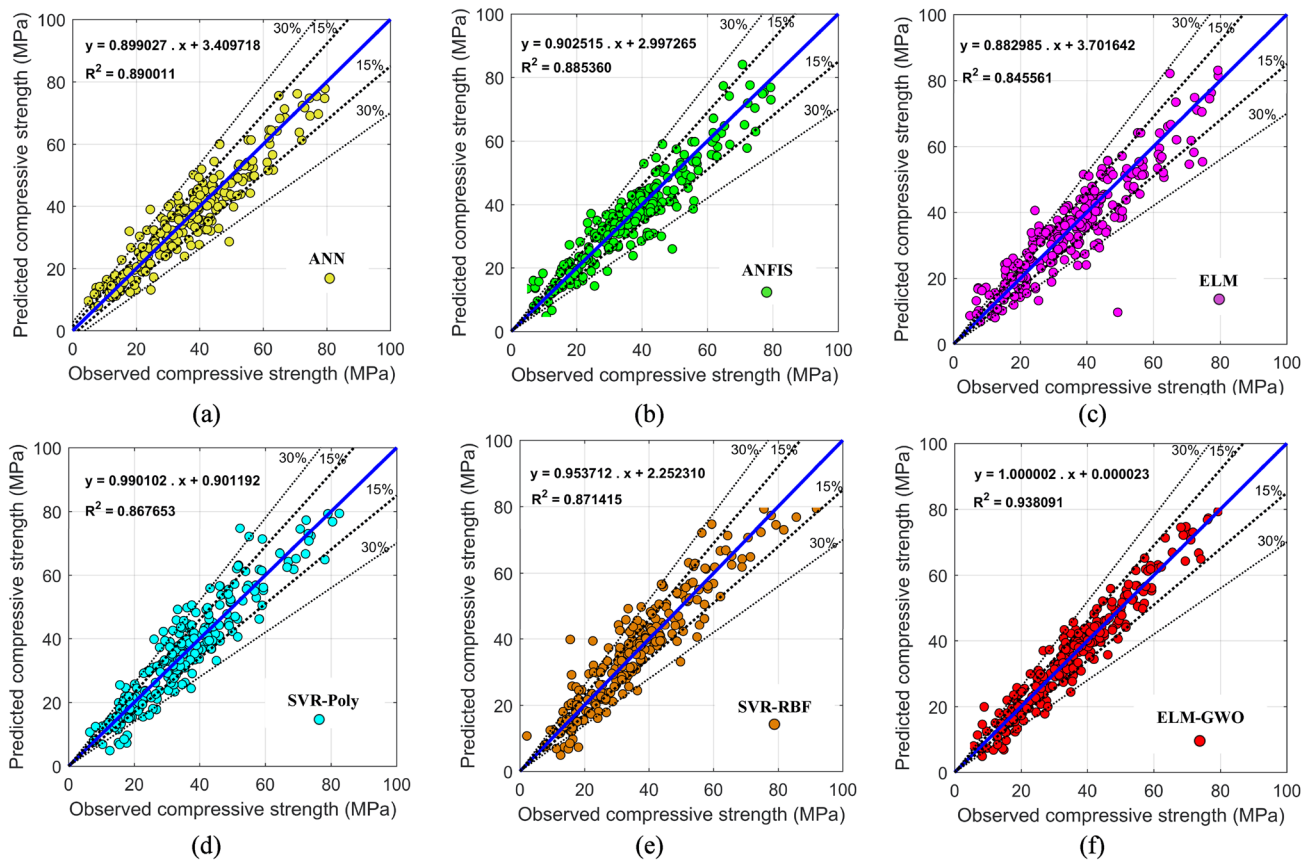 100
80
60
40
20
0
Predicted compressive strength (MPa)
y = 0.899027 . x + 3.409718
R² = 0.890011
30%
15%
15%
30%
ANN
0 20 40 60 80 100
Observed compressive strength (MPa)
(a)
100
80
60
40
20
0
Predicted compressive strength (MPa)
y = 0.902515 . x + 2.997265
R² = 0.885360
30%
15%
15%
30%
ANFIS
0 20 40 60 80 100
Observed compressive strength (MPa)
(b)
100
80
60
40
20
0
Predicted compressive strength (MPa)
y = 0.882985 . x + 3.701642
R² = 0.845561
30%
15%
15%
30%
ELM
0 20 40 60 80 100
Observed compressive strength (MPa)
(c)
100
80
60
40
20
0
Predicted compressive strength (MPa)
y = 0.990102 . x + 0.901192
R² = 0.867653
30%
15%
15%
30%
SVR-Poly
0 20 40 60 80 100
Observed compressive strength (MPa)
(d)
100
80
60
40
20
0
Predicted compressive strength (MPa)
y = 0.953712 . x + 2.252310
R² = 0.871415
30%
15%
15%
30%
SVR-RBF
0 20 40 60 80 100
Observed compressive strength (MPa)
(e)
100
80
60
40
20
0
Predicted compressive strength (MPa)
y = 1.000002 . x + 0.000023
R² = 0.938091
30%
15%
15%
30%
ELM-GWO
0 20 40 60 80 100
Observed compressive strength (MPa)
(f)